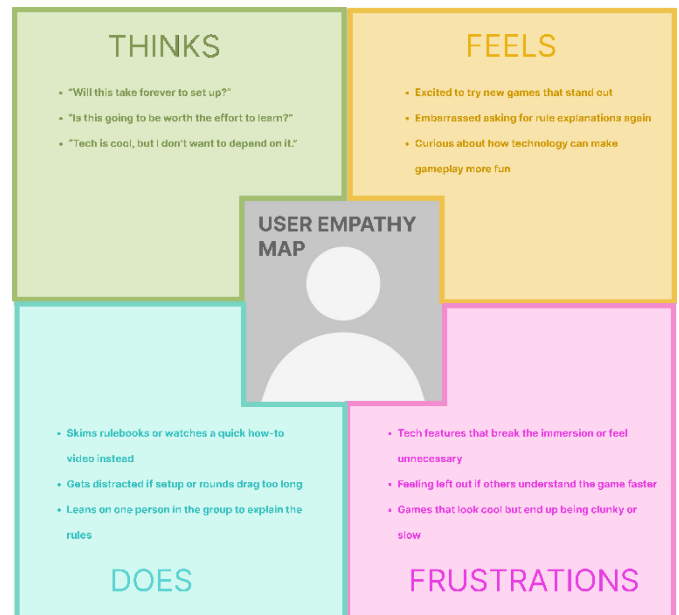 THINKS
• "Will this take forever to set up?"
• "Is this going to be worth the effort to learn?"
• "Tech is cool, but I don't want to depend on it."
FEELS
• Excited to try new games that stand out
• Embarrassed asking for rule explanations again
• Curious about how technology can make
gameplay more fun
USER EMPATHY
MAP
• Skims rulebooks or watches a quick how-to
video instead
• Gets distracted if setup or rounds drag too long
• Leans on one person in the group to explain the
rules
DOES
• Tech features that break the immersion or feel
unnecessary
• Feeling left out if others understand the game faster
• Games that look cool but end up being clunky or
slow
FRUSTRATIONS